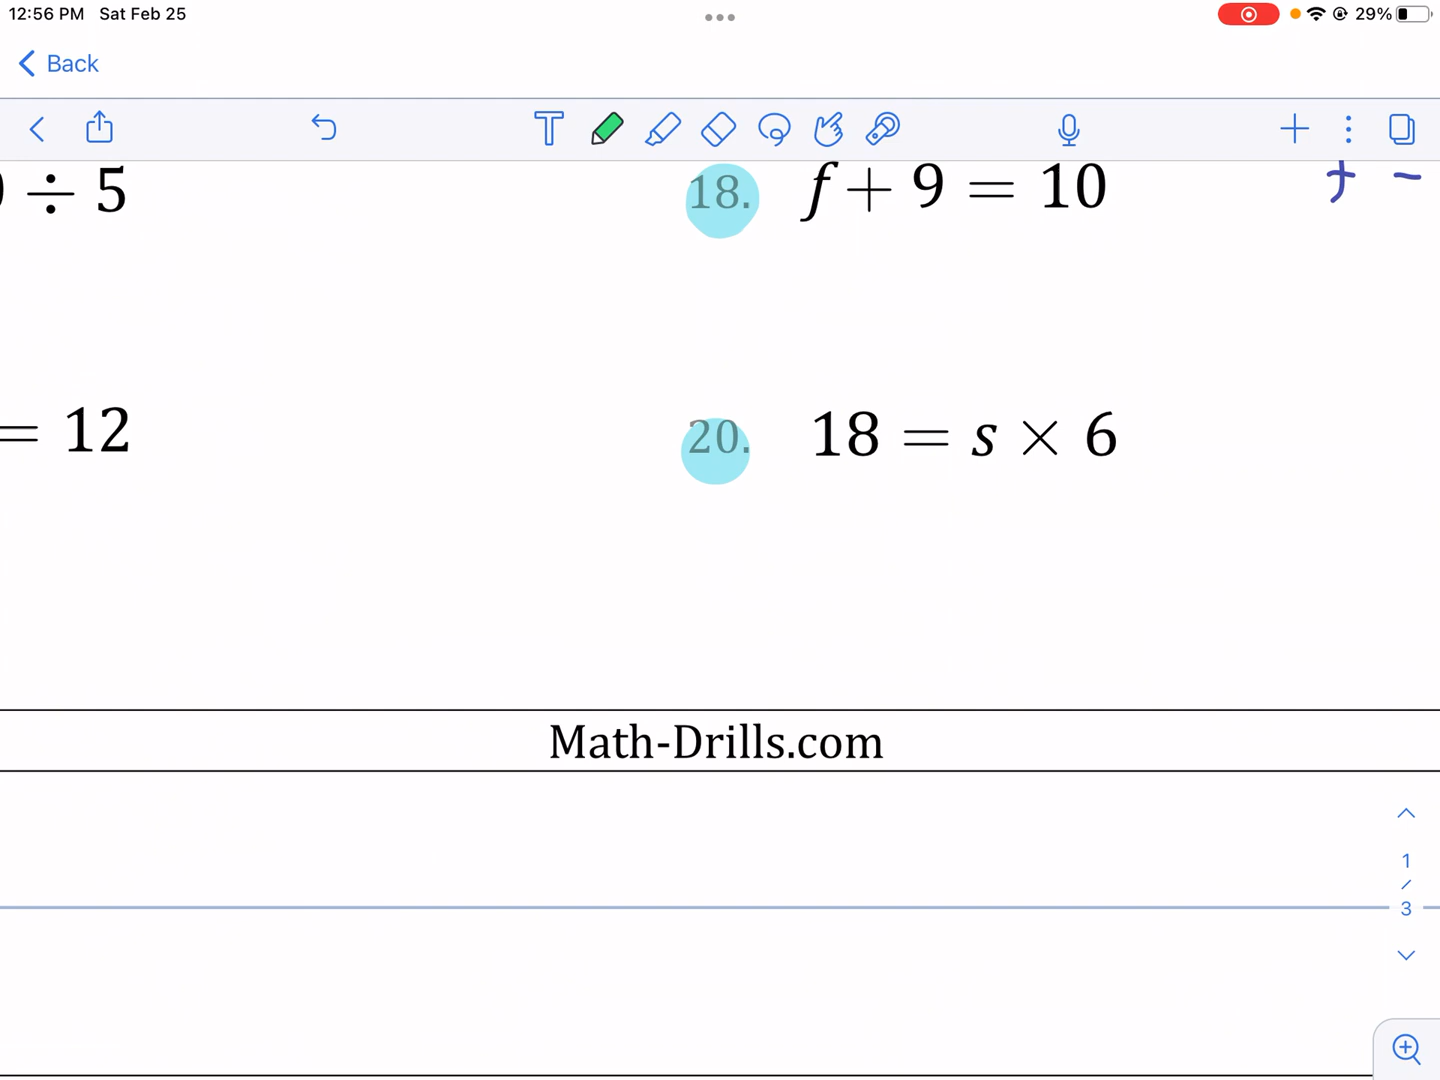 12:56 PM Sat Feb 25
29%
Back
÷ 5
18. f + 9 = 10
+ −
= 12
20. 18 = s × 6
Math-Drills.com
1
/
3